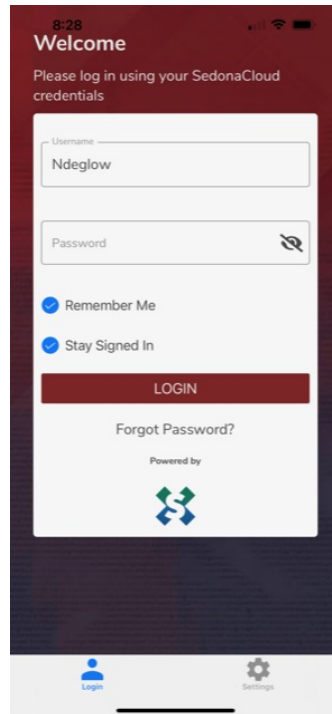 8:28
Welcome
Please log in using your SedonaCloud
credentials
Username
Ndeglow
Password
Remember Me
Stay Signed In
LOGIN
Forgot Password?
Powered by
S
Login
Settings